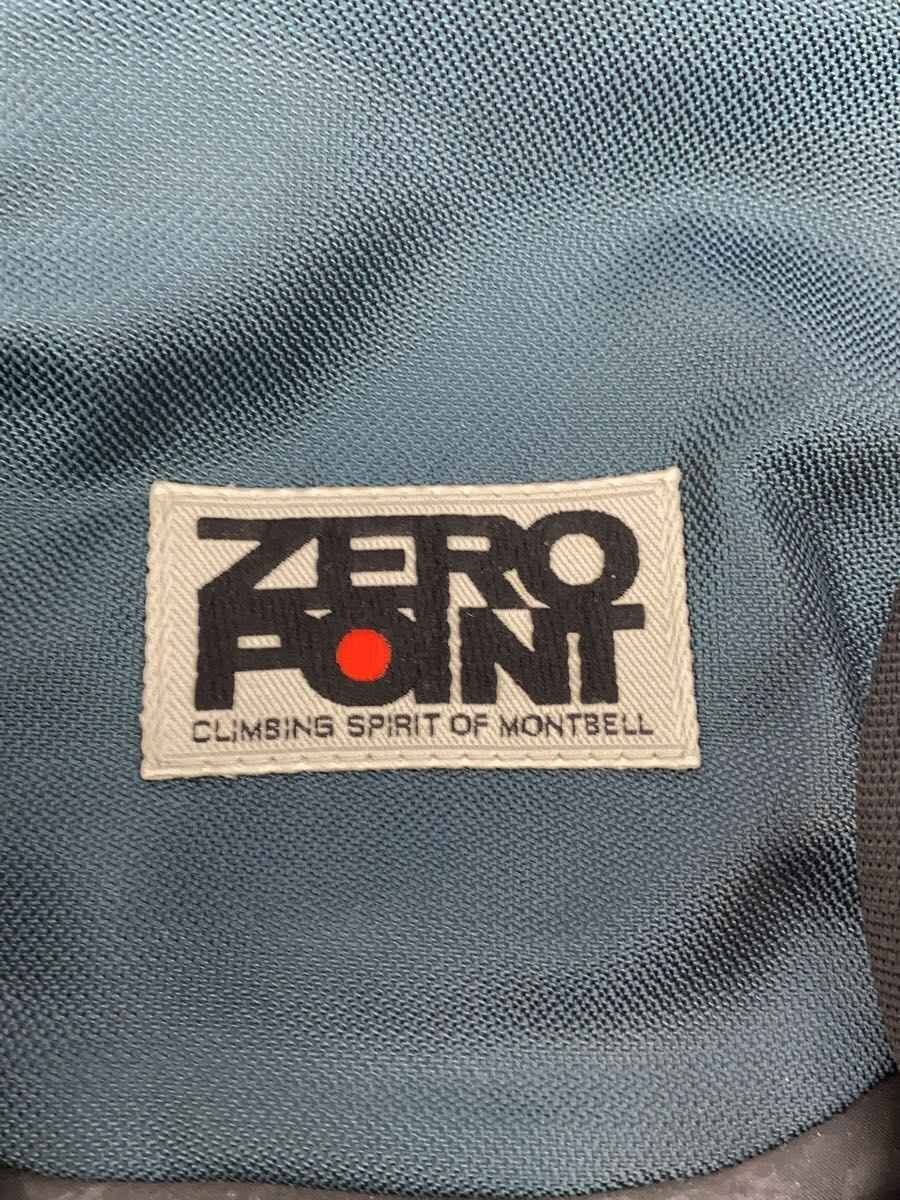 ZERO
POINT
CLIMBING SPIRIT OF MONTBELL